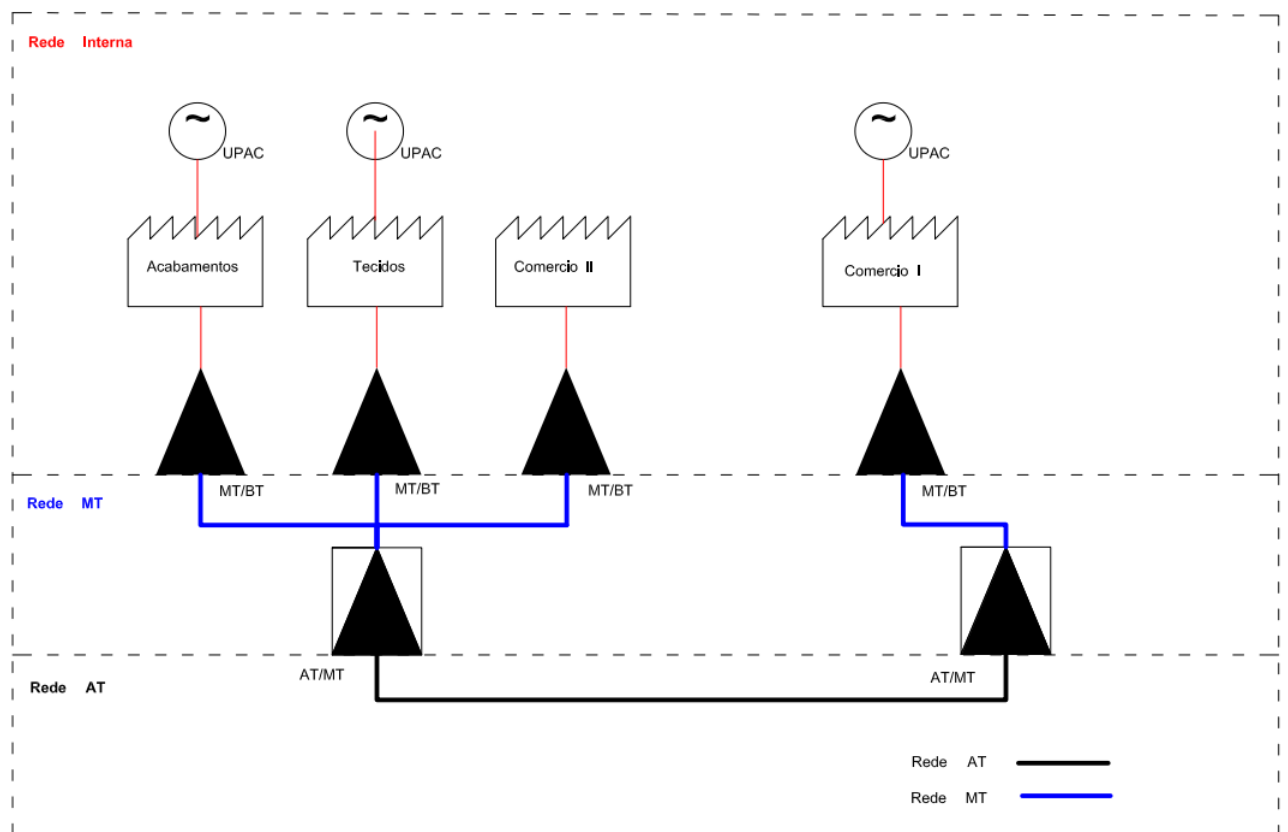 Rede Interna
UPAC
UPAC
UPAC
Acabamentos
Tecidos
Comercio II
Comercio I
MT/BT
MT/BT
MT/BT
MT/BT
Rede MT
AT/MT
AT/MT
Rede AT
Rede AT
Rede MT